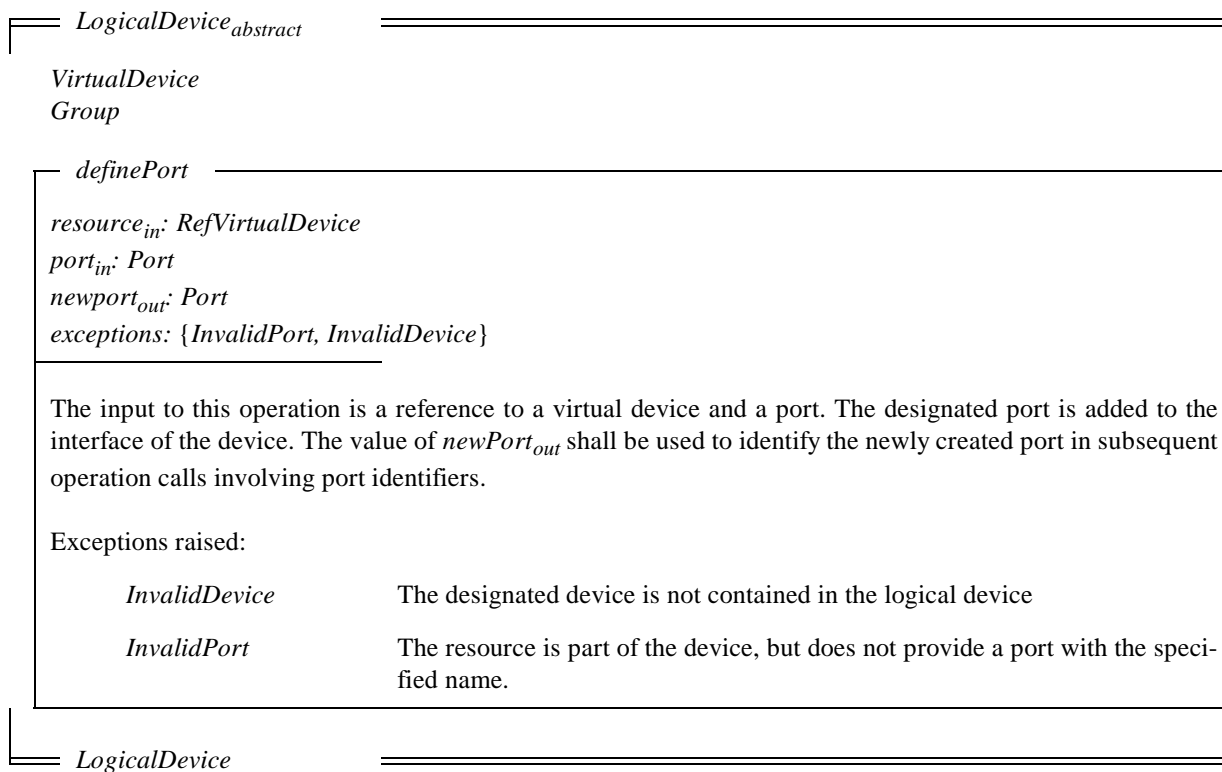 LogicalDevice abstract
VirtualDevice
Group
definePort
resource in: RefVirtualDevice
port in: Port
newport out: Port
exceptions: {InvalidPort, InvalidDevice}
The input to this operation is a reference to a virtual device and a port. The designated port is added to the
interface of the device. The value of newPort out shall be used to identify the newly created port in subsequent
operation calls involving port identifiers.
Exceptions raised:
InvalidDevice The designated device is not contained in the logical device
InvalidPort The resource is part of the device, but does not provide a port with the speci-
fied name.
LogicalDevice